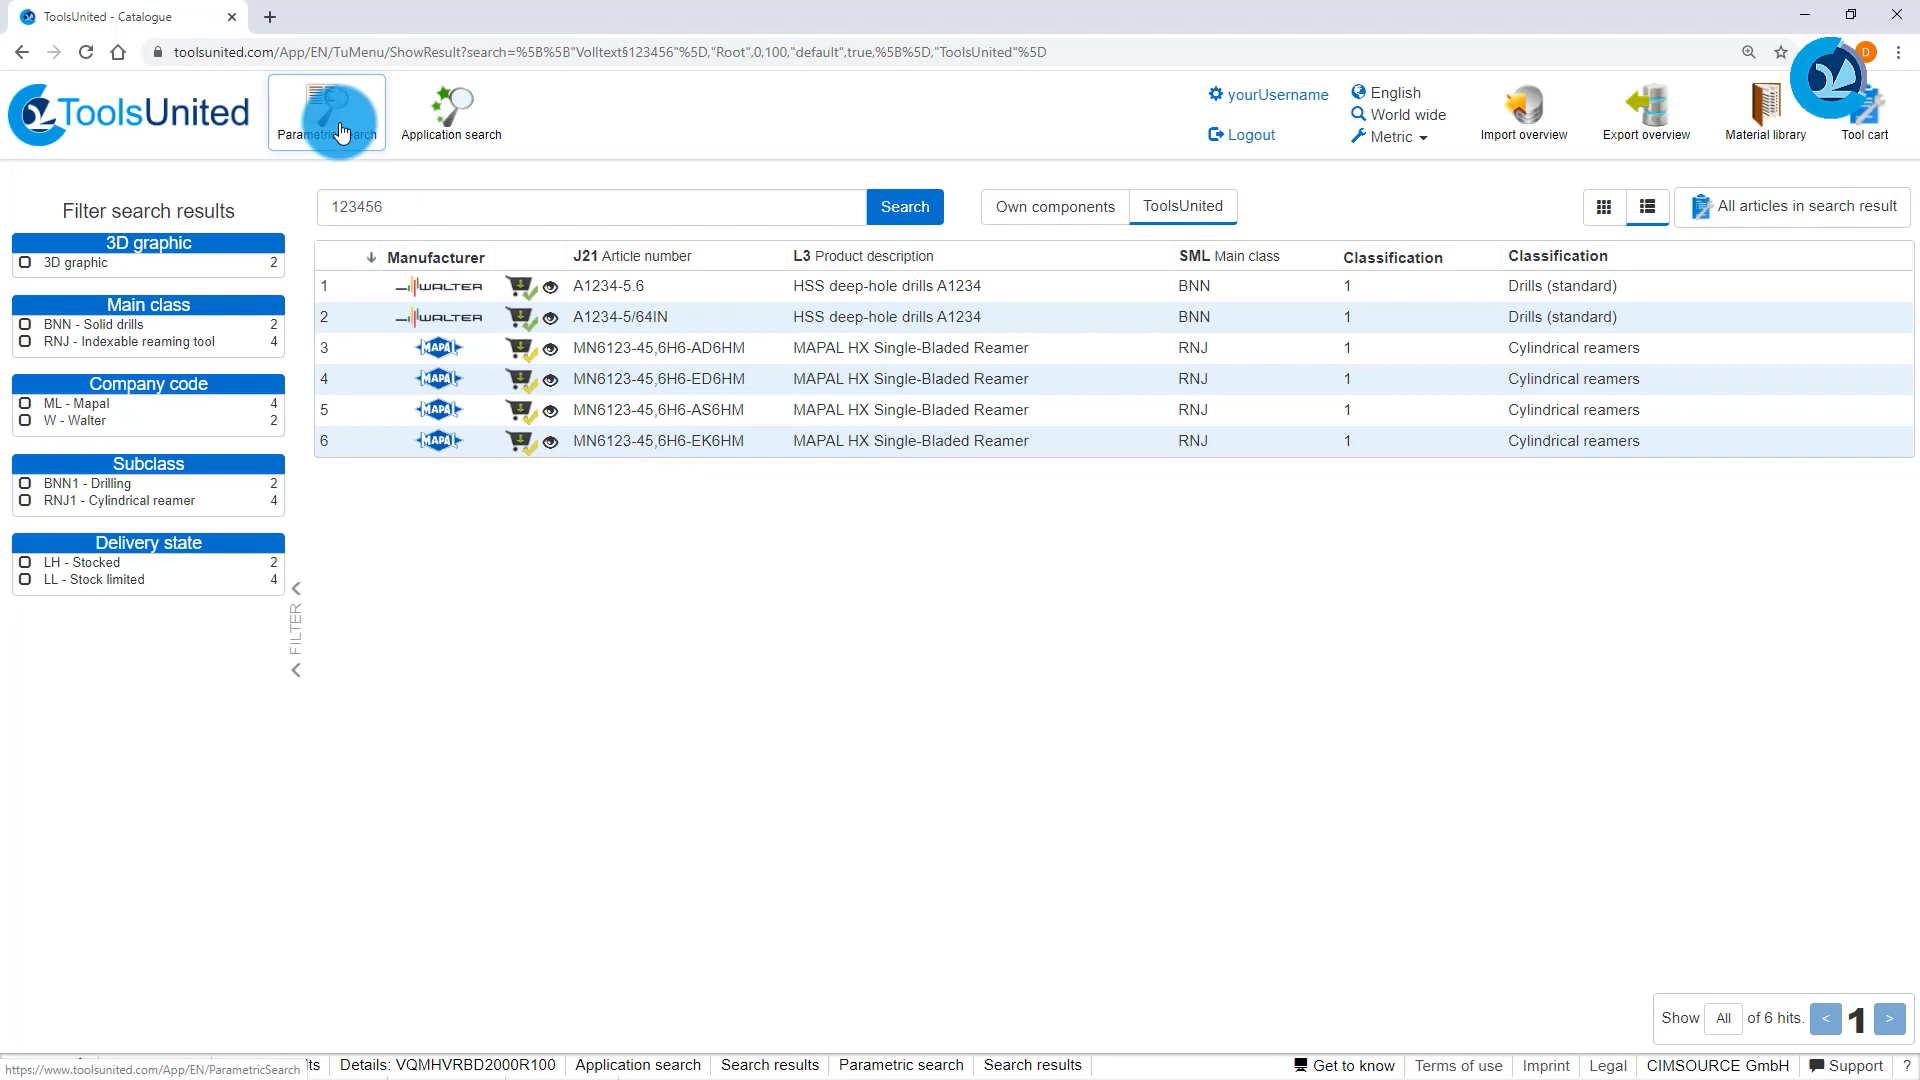 ToolsUnited - Catalogue
toolsunited.com/App/EN/TuMenu/ShowResult?search=%5B%5B"Volltext§123456"%5D,"Root",0,100,"default",true,%5B%5D,"ToolsUnited"%5D
D
ToolsUnited
Application search
yourUsername
Logout
English
World wide
Metric
Import overview
Export overview
Material library
Tool cart
Filter search results
3D graphic
3D graphic 2
Main class
BNN - Solid drills 2
RNJ - Indexable reaming tool 4
Company code
ML - Mapal 4
W - Walter 2
Subclass
BNN1 - Drilling 2
RNJ1 - Cylindrical reamer 4
Delivery state
LH - Stocked 2
LL - Stock limited 4
FILTER
123456 Search
Own components ToolsUnited
All articles in search result
Manufacturer J21 Article number L3 Product description SML Main class Classification Classification
1 WALTER A1234-5.6 HSS deep-hole drills A1234 BNN 1 Drills (standard)
2 WALTER A1234-5/64IN HSS deep-hole drills A1234 BNN 1 Drills (standard)
3 MAPAL MN6123-45,6H6-AD6HM MAPAL HX Single-Bladed Reamer RNJ 1 Cylindrical reamers
4 MAPAL MN6123-45,6H6-ED6HM MAPAL HX Single-Bladed Reamer RNJ 1 Cylindrical reamers
5 MAPAL MN6123-45,6H6-AS6HM MAPAL HX Single-Bladed Reamer RNJ 1 Cylindrical reamers
6 MAPAL MN6123-45,6H6-EK6HM MAPAL HX Single-Bladed Reamer RNJ 1 Cylindrical reamers
Show All of 6 hits. < 1 >
https://www.toolsunited.com/App/EN/ParametricSearch
Details: VQMHVRBD2000R100 Application search Search results Parametric search Search results
Get to know Terms of use Imprint Legal CIMSOURCE GmbH Support ?